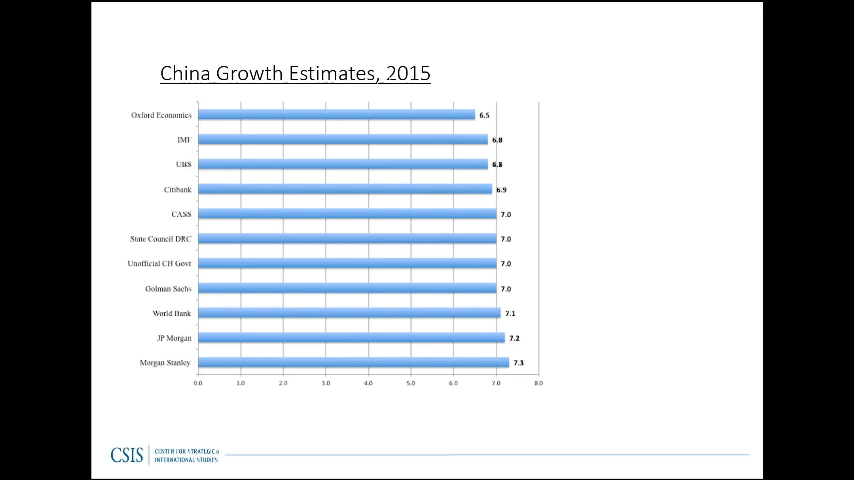 China Growth Estimates, 2015
Oxford Economics 6.5
IMF 6.8
UBS 6.8
Citibank 6.9
CASS 7.0
State Council DRC 7.0
Unofficial CH Govt 7.0
Golman Sachs 7.0
World Bank 7.1
JP Morgan 7.2
Morgan Stanley 7.3
0.0 1.0 2.0 3.0 4.0 5.0 6.0 7.0 8.0
CSIS
CENTER FOR STRATEGIC &
INTERNATIONAL STUDIES